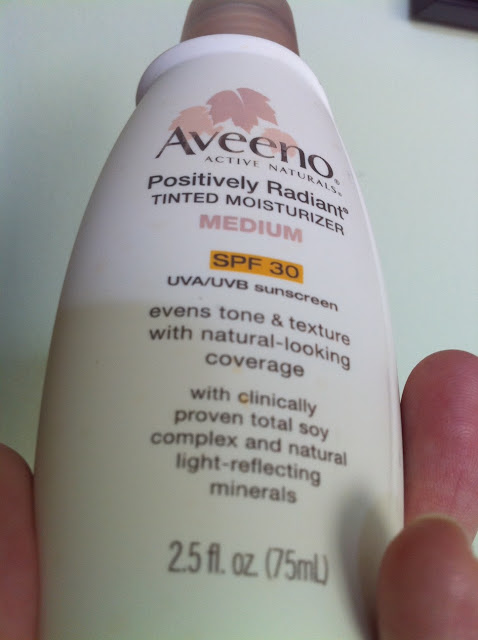 Aveeno®
ACTIVE NATURALS®
Positively Radiant®
TINTED MOISTURIZER
MEDIUM
SPF 30
UVA/UVB sunscreen
evens tone & texture
with natural-looking
coverage
with clinically
proven total soy
complex and natural
light-reflecting
minerals
2.5 fl. oz. (75mL)